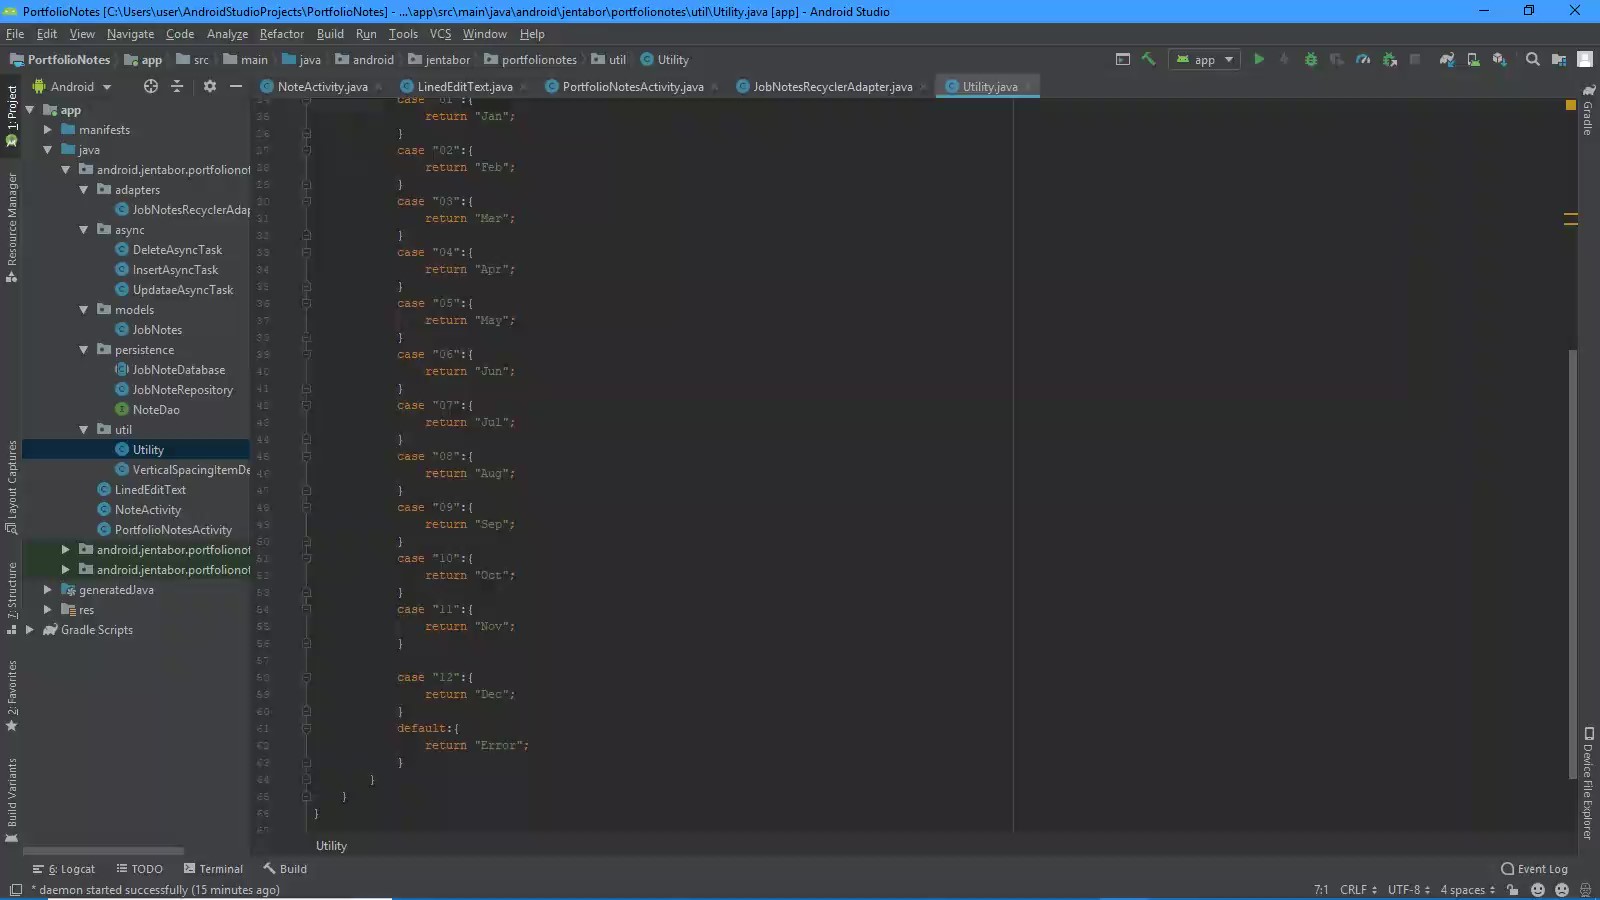 PortfolioNotes [C:\Users\user\AndroidStudioProjects\PortfolioNotes] - ...\app\src\main\java\android\jentabor\portfolionotes\util\Utility.java [app] - Android Studio
File Edit View Navigate Code Analyze Refactor Build Run Tools VCS Window Help
PortfolioNotes app src main java android jentabor portfolionotes util Utility app
Android NoteActivity.java LinedEditText.java PortfolioNotesActivity.java JobNotesRecyclerAdapter.java Utility.java
1: Project
Resource Manager
Layout Captures
7: Structure
2: Favorites
Build Variants
app
manifests
java
android.jentabor.portfolionot
adapters
JobNotesRecyclerAdap
async
DeleteAsyncTask
InsertAsyncTask
UpdataeAsyncTask
models
JobNotes
persistence
JobNoteDatabase
JobNoteRepository
NoteDao
util
Utility
VerticalSpacingItemDe
LinedEditText
NoteActivity
PortfolioNotesActivity
android.jentabor.portfolionot
android.jentabor.portfolionot
generatedJava
res
Gradle Scripts
case "01":{
return "Jan";
}
case "02":{
return "Feb";
}
case "03":{
return "Mar";
}
case "04":{
return "Apr";
}
case "05":{
return "May";
}
case "06":{
return "Jun";
}
case "07":{
return "Jul";
}
case "08":{
return "Aug";
}
case "09":{
return "Sep";
}
case "10":{
return "Oct";
}
case "11":{
return "Nov";
}
case "12":{
return "Dec";
}
default:{
return "Error";
}
}
}
}
Utility
Gradle
Device File Explorer
6: Logcat TODO Terminal Build Event Log
* daemon started successfully (15 minutes ago) 7:1 CRLF UTF-8 4 spaces